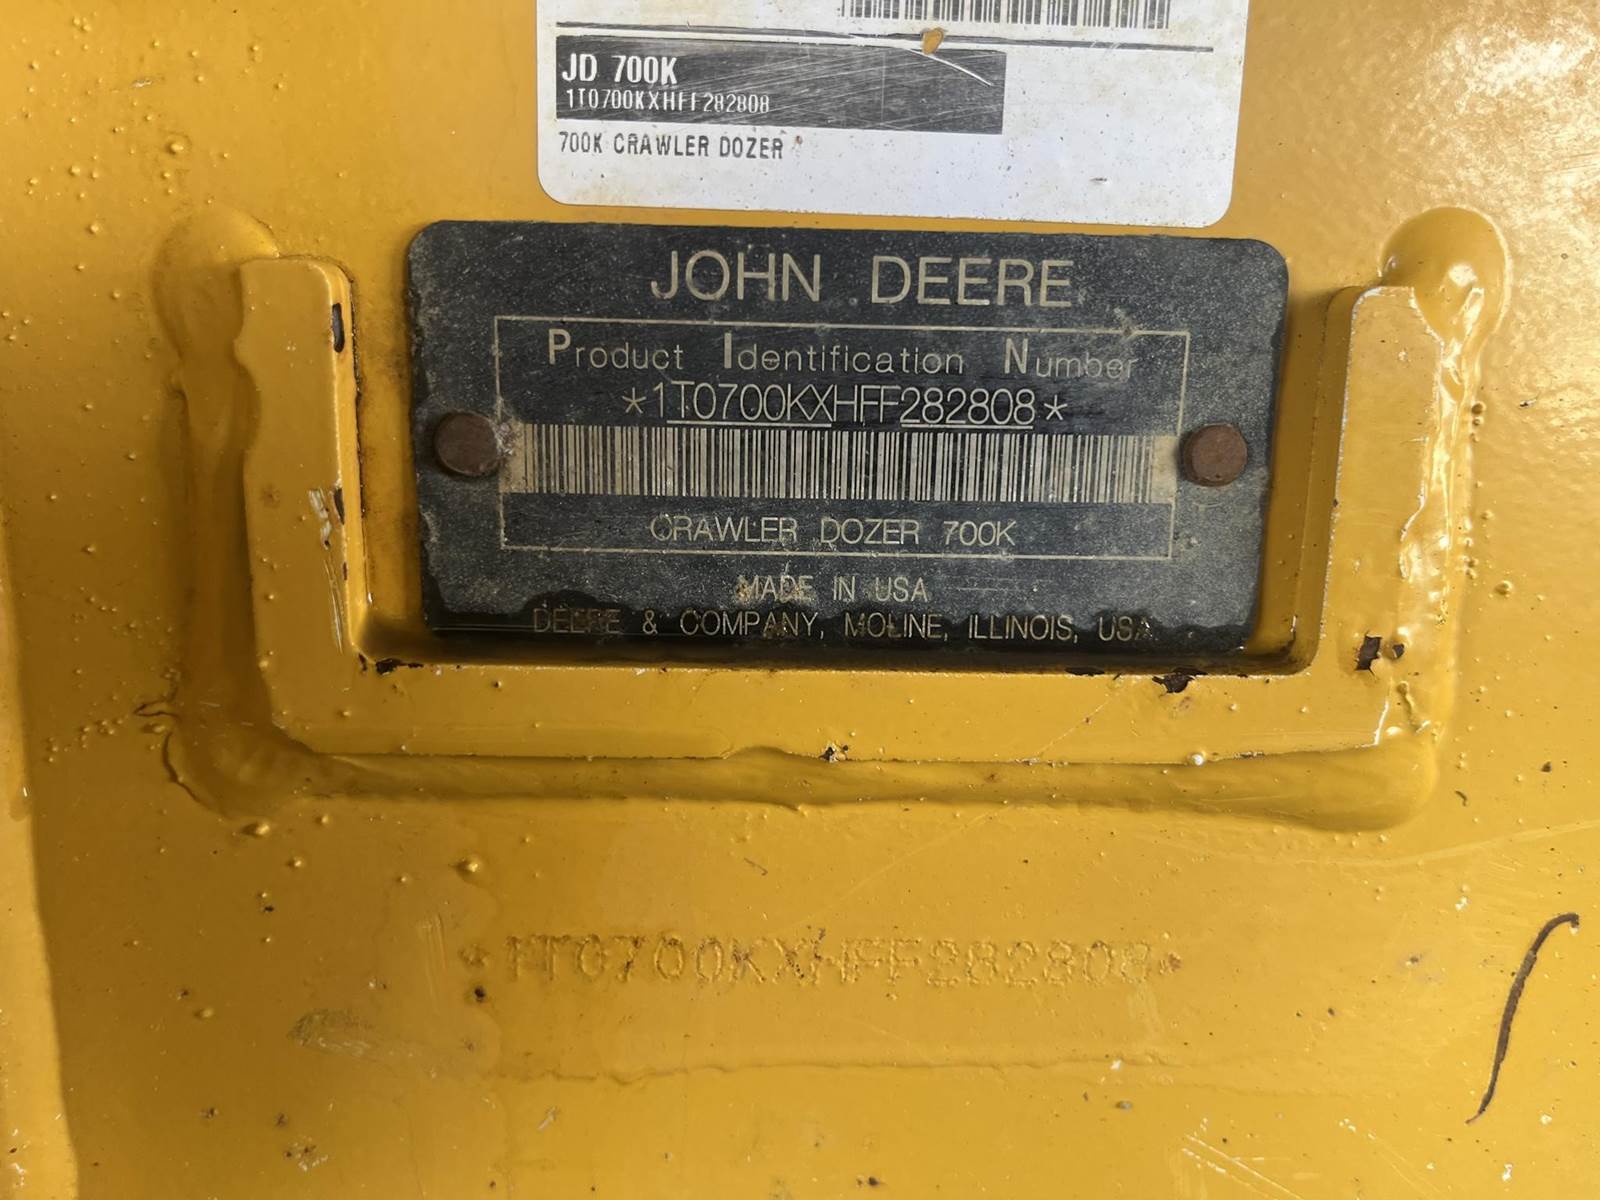 JD 700K
1T0700KXHFF282808
700K CRAWLER DOZER
JOHN DEERE
Product Identification Number
*1T0700KXHFF282808*
CRAWLER DOZER 700K
MADE IN USA
DEERE & COMPANY, MOLINE, ILLINOIS, USA
*1T0700KXHFF282808*